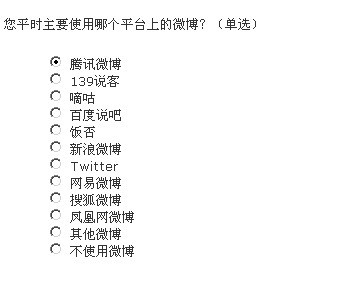 您平时主要使用哪个平台上的微博？（单选）
腾讯微博
139说客
嘀咕
百度说吧
饭否
新浪微博
Twitter
网易微博
搜狐微博
凤凰网微博
其他微博
不使用微博